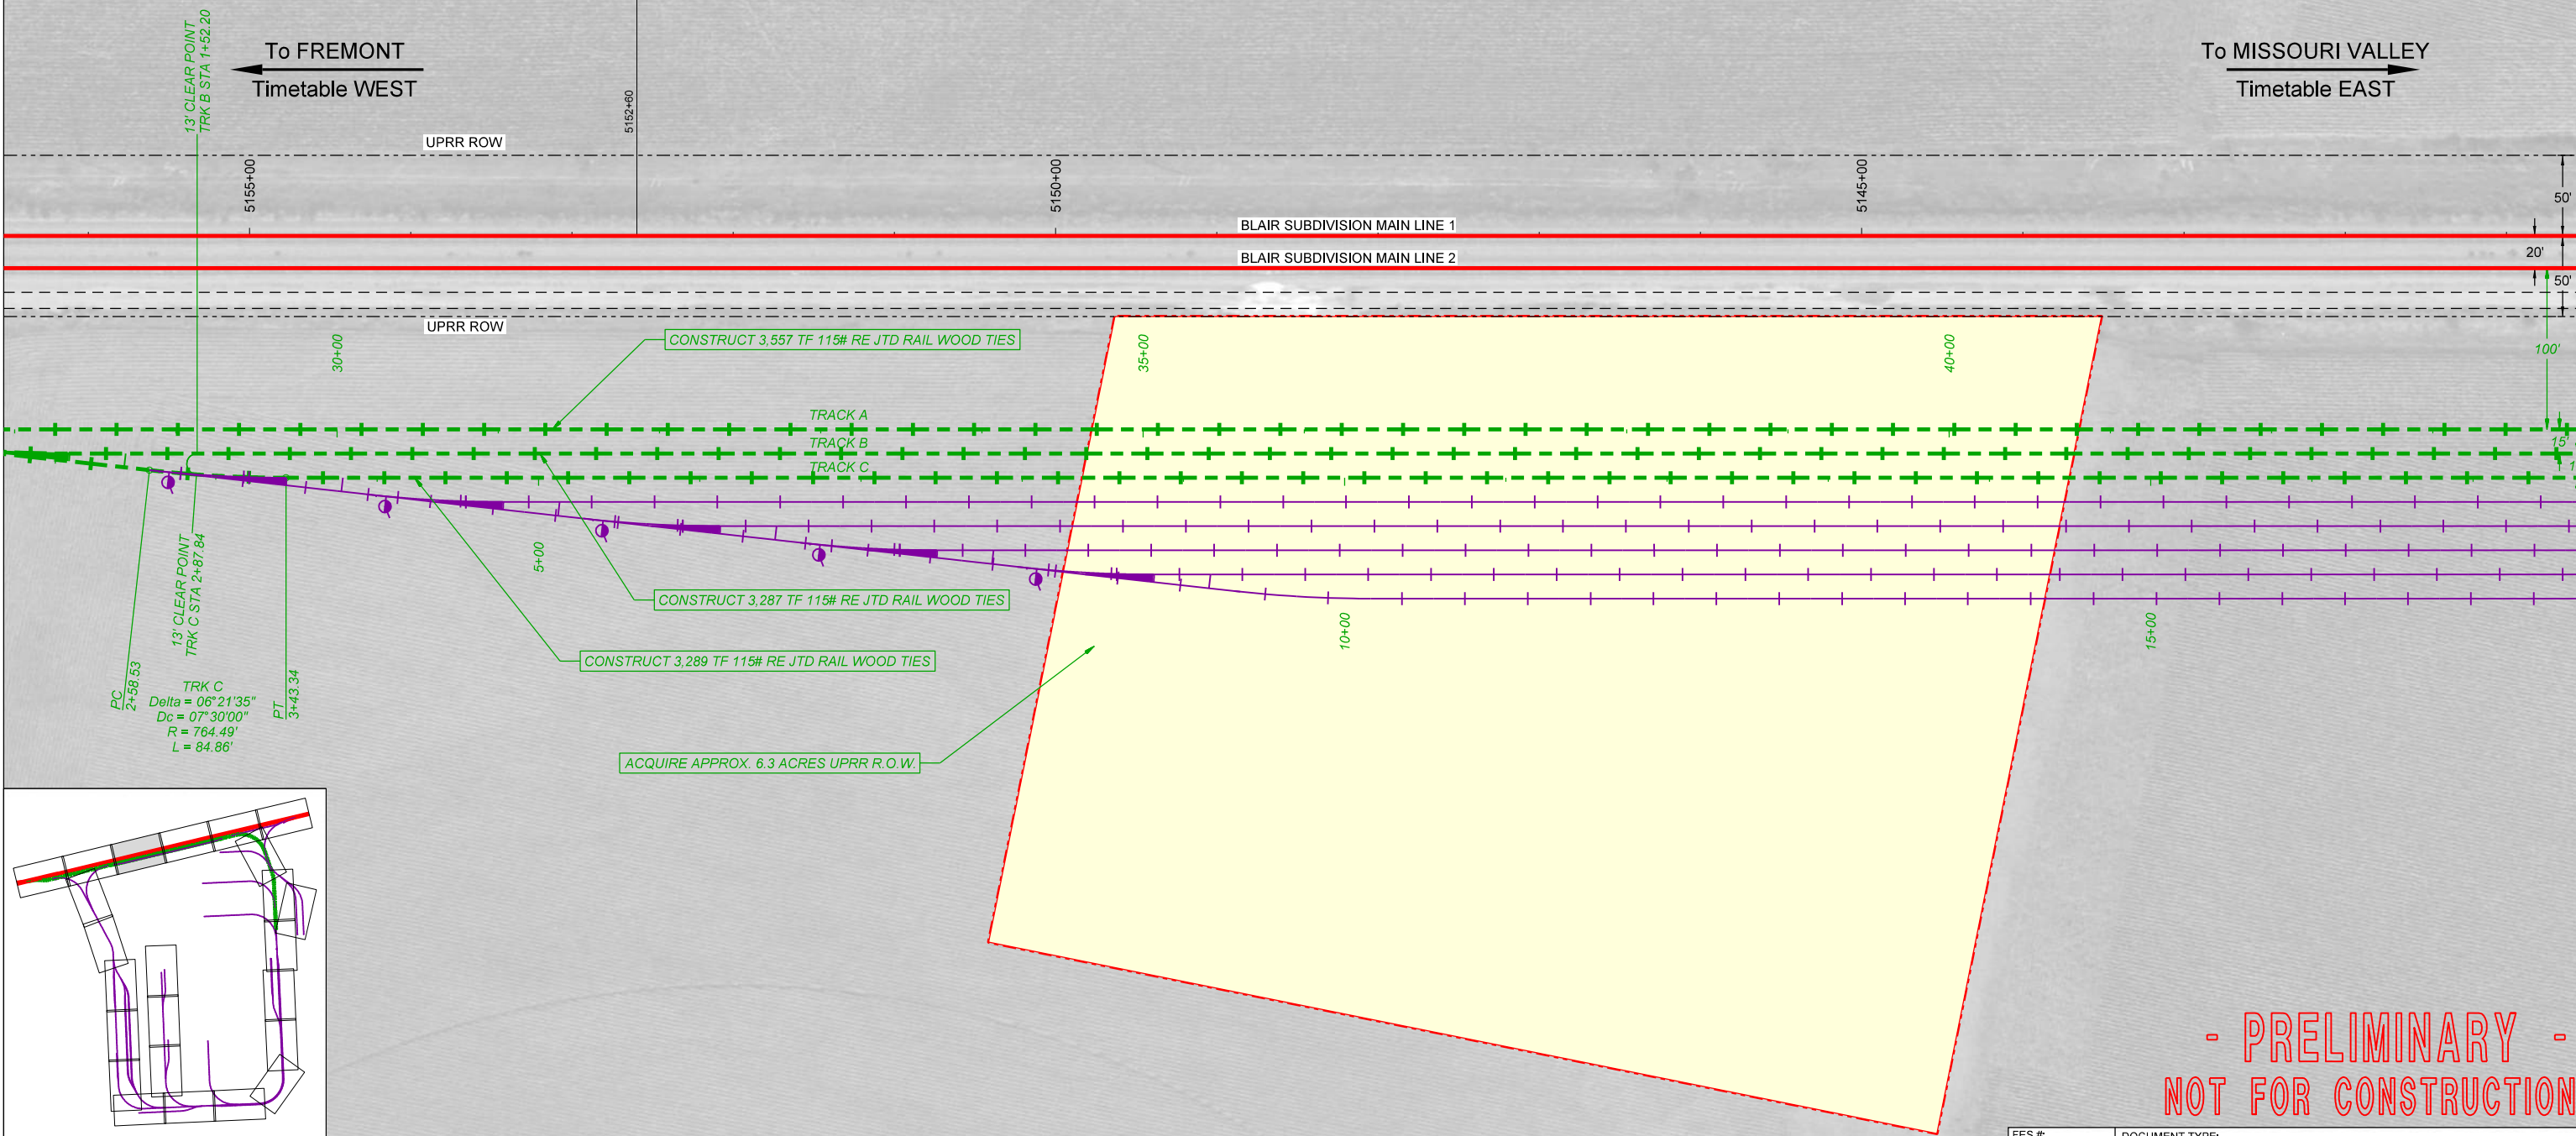 13' CLEAR POINT
TRK B STA 1+52.20
To FREMONT
Timetable WEST
5152+60
To MISSOURI VALLEY
Timetable EAST
UPRR ROW
5155+00
5150+00
5145+00
50'
BLAIR SUBDIVISION MAIN LINE 1
20'
BLAIR SUBDIVISION MAIN LINE 2
50'
UPRR ROW
30+00
CONSTRUCT 3,557 TF 115# RE JTD RAIL WOOD TIES
35+00
40+00
100'
TRACK A
TRACK B
15'
TRACK C
13' CLEAR POINT
TRK C STA 2+87.84
5+00
CONSTRUCT 3,287 TF 115# RE JTD RAIL WOOD TIES
10+00
15+00
CONSTRUCT 3,289 TF 115# RE JTD RAIL WOOD TIES
PC
2+58.53
TRK C
Delta = 06°21'35"
Dc = 07°30'00"
R = 764.49'
L = 84.86'
PT
3+43.34
ACQUIRE APPROX. 6.3 ACRES UPRR R.O.W.
- PRELIMINARY -
NOT FOR CONSTRUCTION
EES #:
DOCUMENT TYPE: